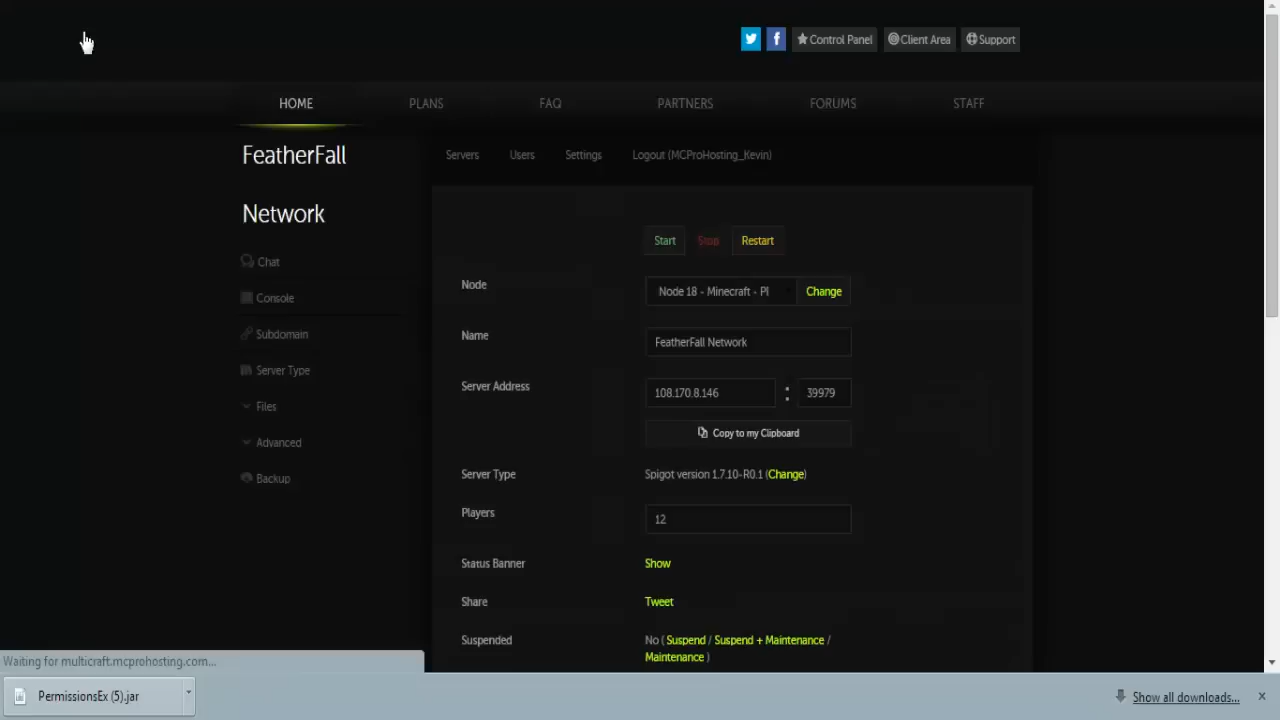 Control Panel
Client Area
Support
HOME
PLANS
FAQ
PARTNERS
FORUMS
STAFF
FeatherFall
Network
Servers
Users
Settings
Logout (MCProHosting_Kevin)
Chat
Console
Subdomain
Server Type
Files
Advanced
Backup
Start
Stop
Restart
Node
Node 18 - Minecraft - Pl
Change
Name
FeatherFall Network
Server Address
108.170.8.146 : 39979
Copy to my Clipboard
Server Type
Spigot version 1.7.10-R0.1 (Change)
Players
12
Status Banner
Show
Share
Tweet
Suspended
No ( Suspend / Suspend + Maintenance /
Maintenance )
Waiting for multicraft.mcprohosting.com...
PermissionsEx (5).jar
Show all downloads...